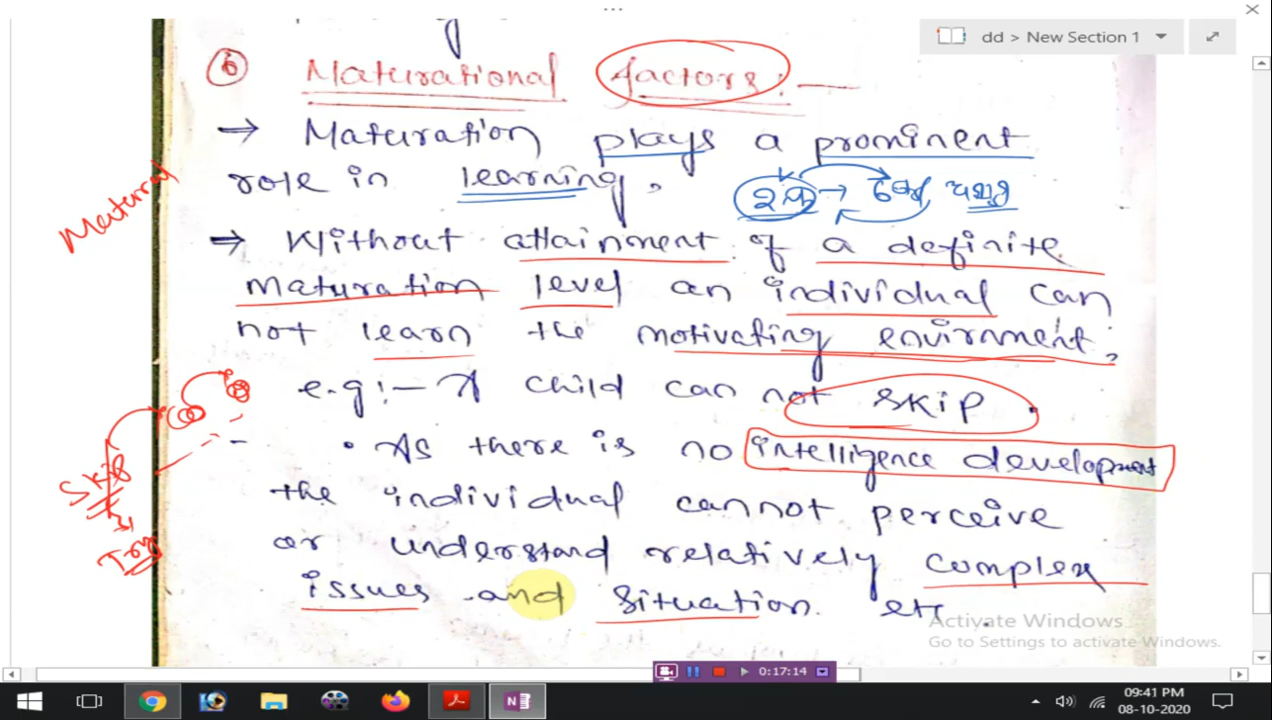 dd > New Section 1
⑥ Maturational factors:—
→ Maturation plays a prominent
role in learning,
→ Without attainment of a definite
maturation level an individual can
not learn the motivating envirnment,
e.g:- A child can not skip.
• As there is no intelligence development
the individual cannot perceive
or understand relatively complex
issues and situation. etc.
Matural
Skip
Try
Activate Windows
Go to Settings to activate Windows.
0:17:14
09:41 PM
08-10-2020